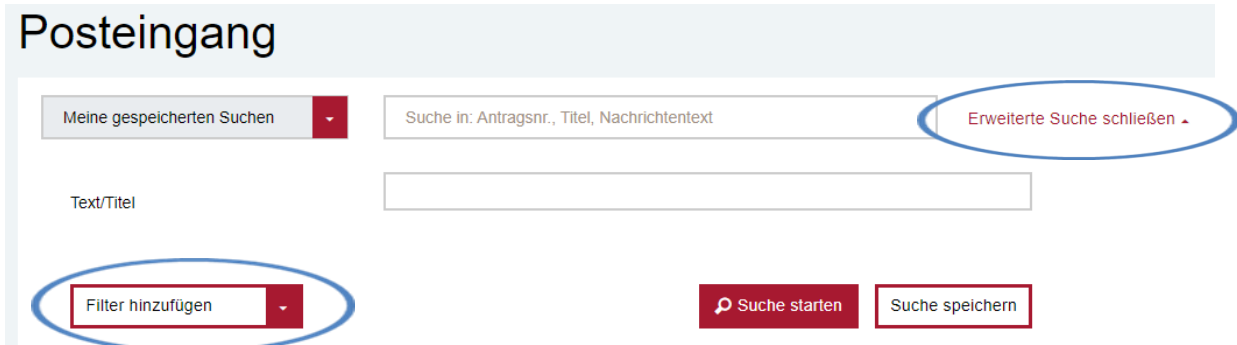 Posteingang
Meine gespeicherten Suchen
Suche in: Antragsnr., Titel, Nachrichtentext
Erweiterte Suche schließen
Text/Titel
Filter hinzufügen
Suche starten
Suche speichern